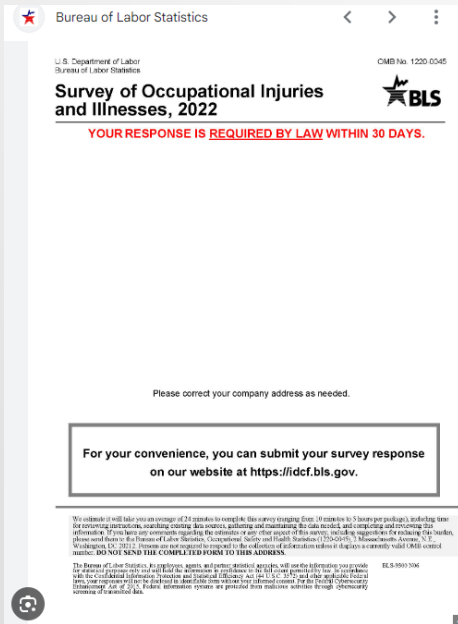 Bureau of Labor Statistics
U.S. Department of Labor
Bureau of Labor Statistics
OMB No. 1220-0045
Survey of Occupational Injuries
and Illnesses, 2022
BLS
YOUR RESPONSE IS REQUIRED BY LAW WITHIN 30 DAYS.
Please correct your company address as needed.
For your convenience, you can submit your survey response
on our website at https://idcf.bls.gov.
We estimate it will take you an average of 24 minutes to complete this survey (ranging from 10 minutes to 5 hours per package), including time
for reviewing instructions, searching existing data sources, gathering and maintaining the data needed, and completing and reviewing this
information. If you have any comments regarding the estimates or any other aspect of this survey, including suggestions for reducing this burden,
please send them to the Bureau of Labor Statistics, Occupational Safety and Health Statistics (1220-0045), 2 Massachusetts Avenue, N.E.,
Washington, DC 20212. Persons are not required to respond to the collection of information unless it displays a currently valid OMB control
number. DO NOT SEND THE COMPLETED FORM TO THIS ADDRESS.
The Bureau of Labor Statistics, its employees, agents, and partner statistical agencies, will use the information you provide
for statistical purposes only and will hold the information in confidence to the full extent permitted by law. In accordance
with the Confidential Information Protection and Statistical Efficiency Act (44 U.S.C. 3572) and other applicable Federal
laws, your responses will not be disclosed in identifiable form without your informed consent. Per the Federal Cybersecurity
Enhancement Act of 2015, Federal information systems are protected from malicious activities through cybersecurity
screening of transmitted data.
BLS-9300 N06